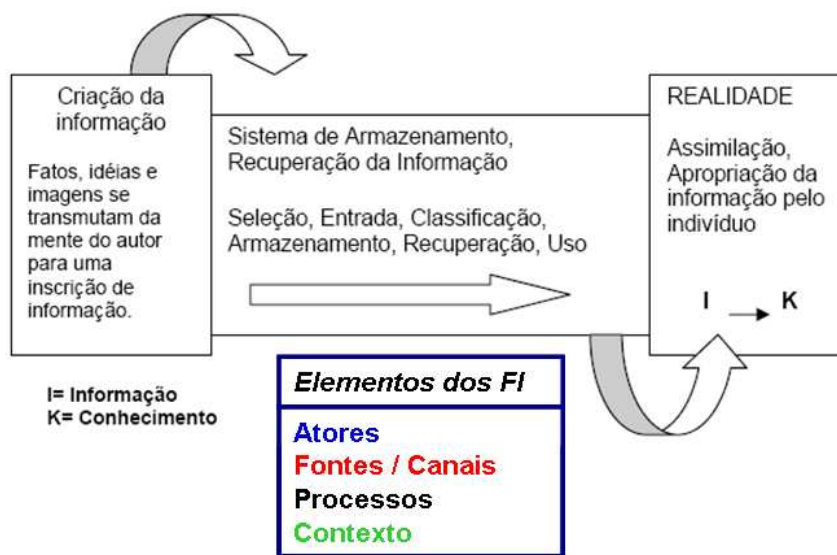 Criação da
informação
Fatos, idéias e
imagens se
transmutam da
mente do autor
para uma
inscrição de
informação.
Sistema de Armazenamento,
Recuperação da Informação
Seleção, Entrada, Classificação,
Armazenamento, Recuperação, Uso
REALIDADE
Assimilação,
Apropriação da
informação pelo
indivíduo
I K
I= Informação
K= Conhecimento
Elementos dos FI
Atores
Fontes / Canais
Processos
Contexto